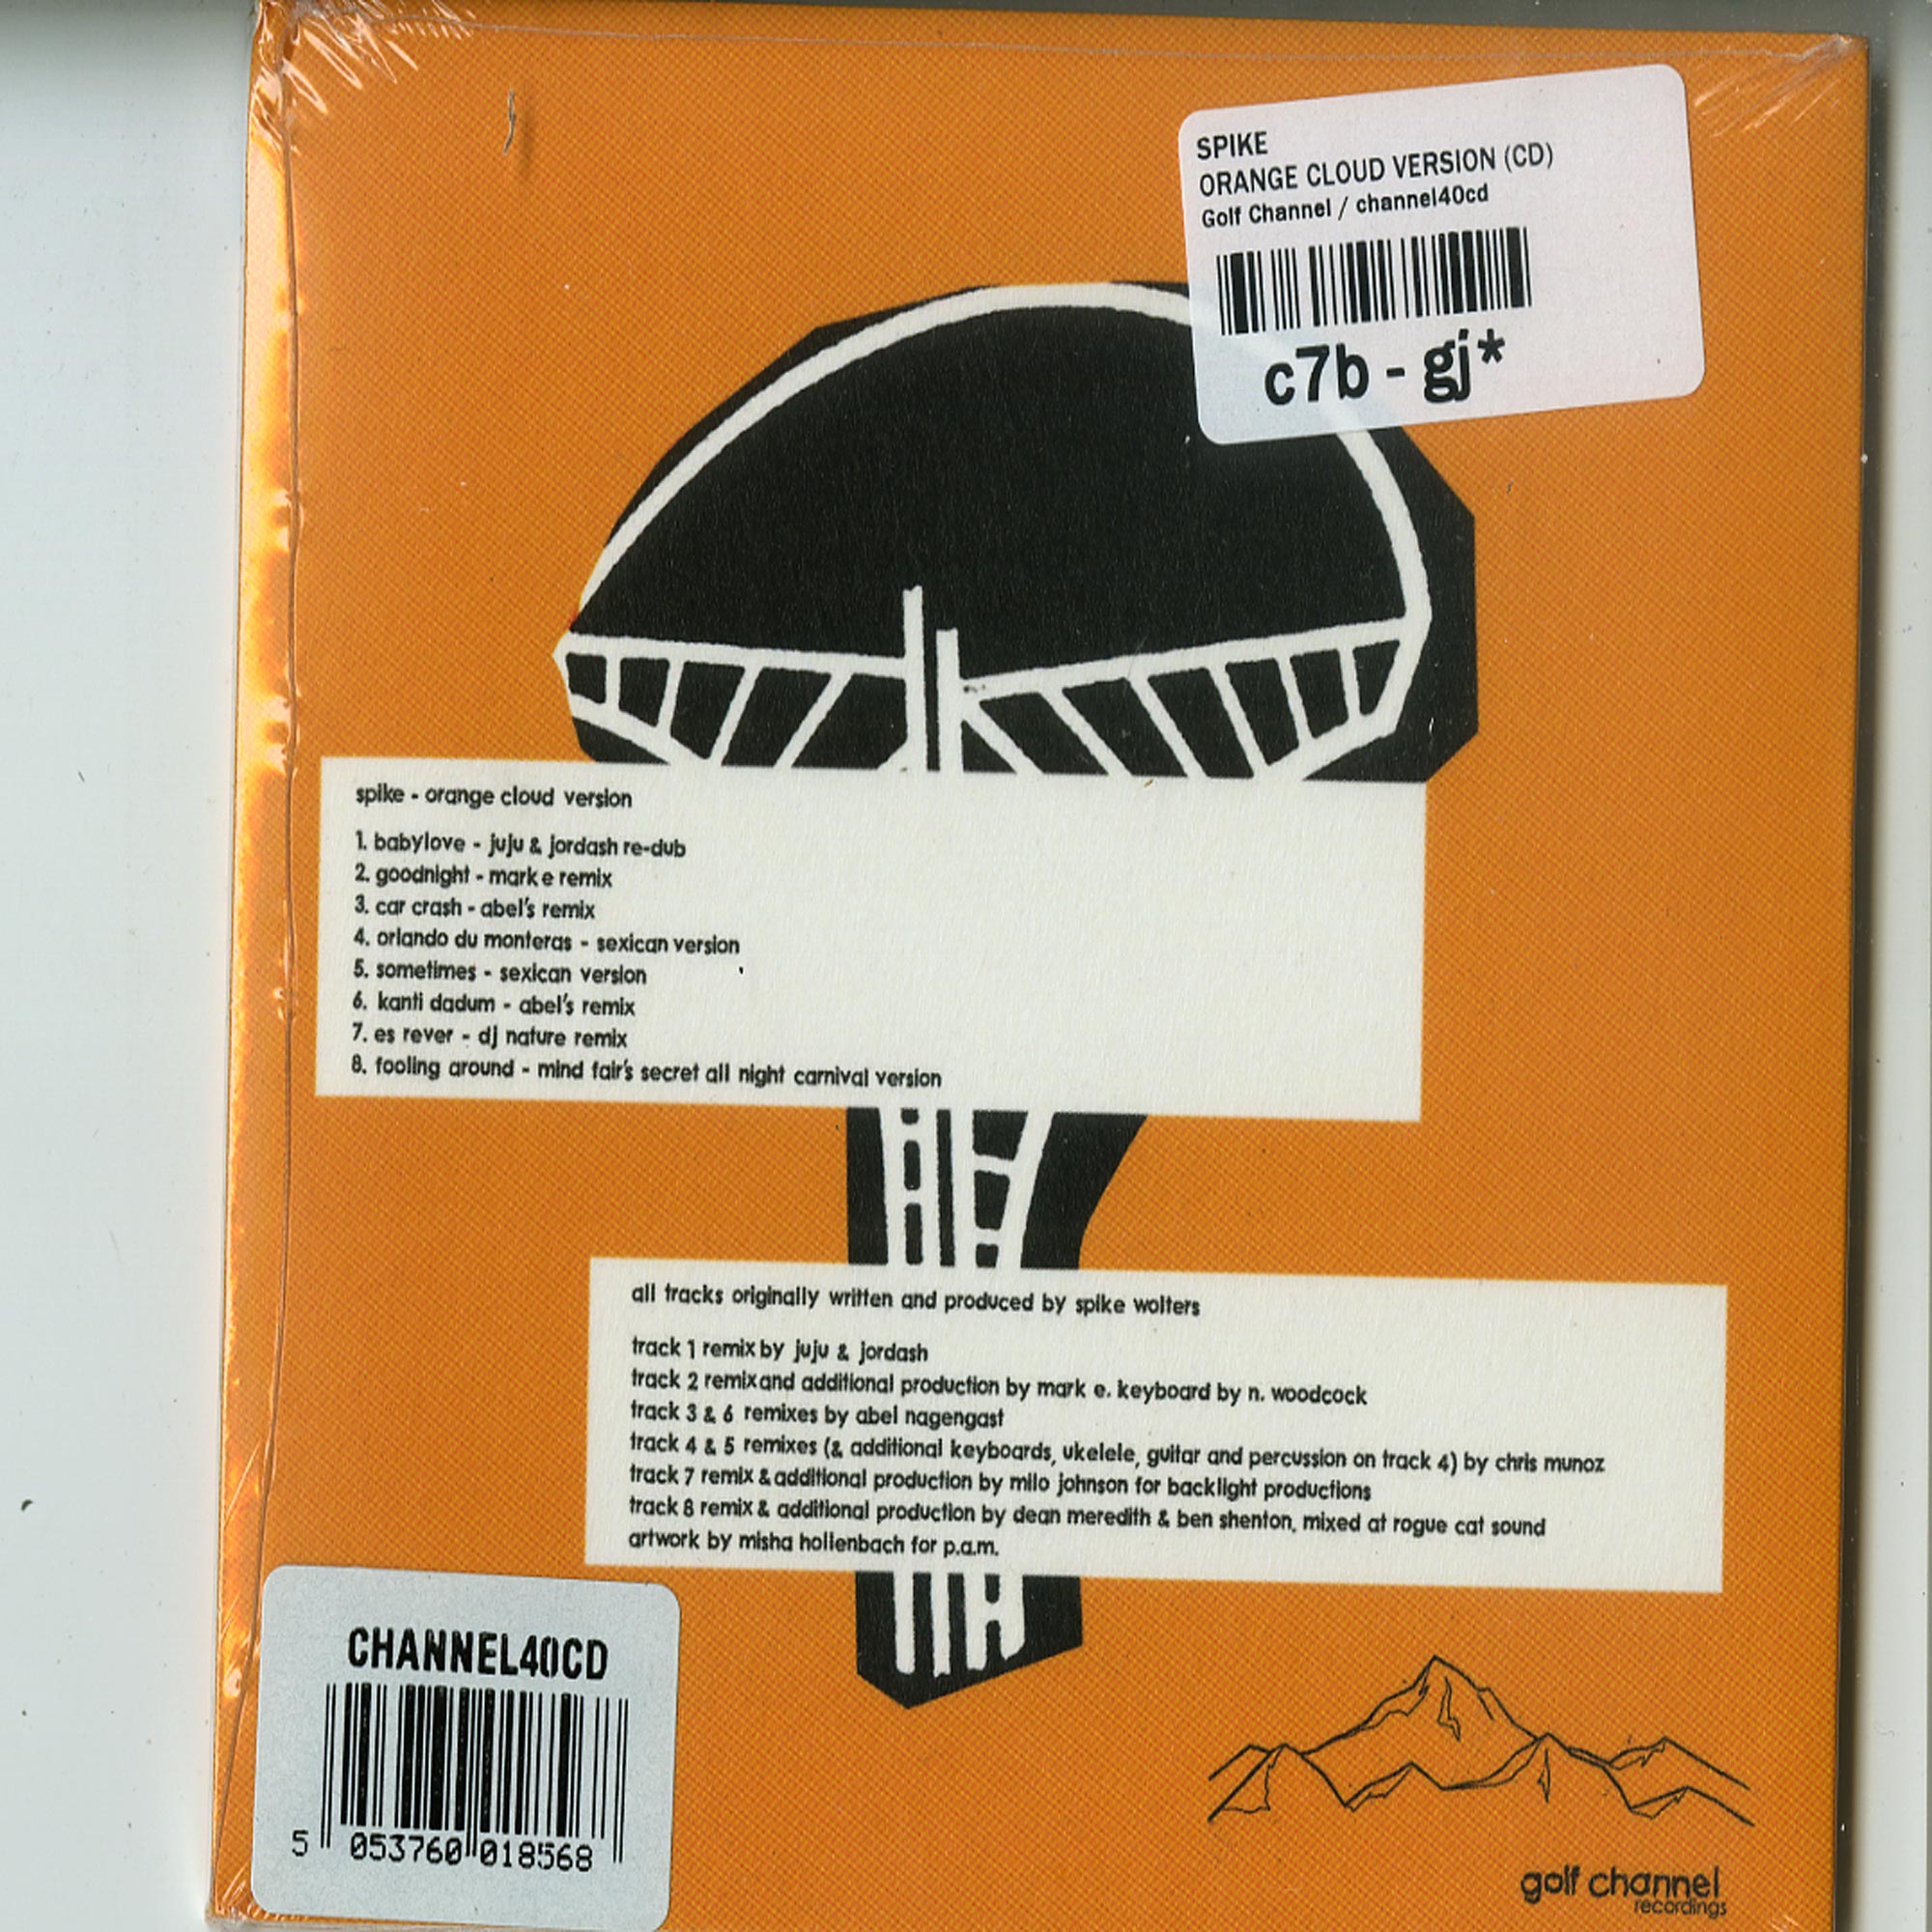 SPIKE
ORANGE CLOUD VERSION (CD)
Golf Channel / channel40cd
c7b - gj*
spike - orange cloud version
1. babylove - juju & jordash re-dub
2. goodnight - mark e remix
3. car crash - abel's remix
4. orlando du monteras - sexican version
5. sometimes - sexican version
6. kanti dadum - abel's remix
7. es rever - dj nature remix
8. fooling around - mind fair's secret all night carnival version
all tracks originally written and produced by spike wolters
track 1 remix by juju & jordash
track 2 remix and additional production by mark e. keyboard by n. woodcock
track 3 & 6 remixes by abel nagengast
track 4 & 5 remixes (& additional keyboards, ukelele, guitar and percussion on track 4) by chris munoz
track 7 remix & additional production by milo johnson for backlight productions
track 8 remix & additional production by dean meredith & ben shenton, mixed at rogue cat sound
artwork by misha hollenbach for p.a.m.
CHANNEL40CD
5 053760 018568
golf channel
recordings